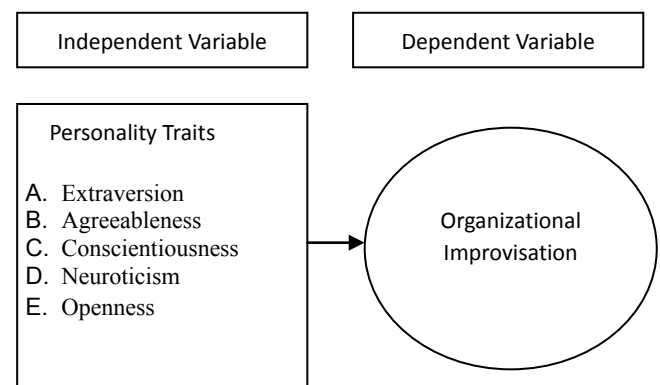 Independent Variable
Dependent Variable
Personality Traits
A. Extraversion
B. Agreeableness
C. Conscientiousness
D. Neuroticism
E. Openness
Organizational
Improvisation